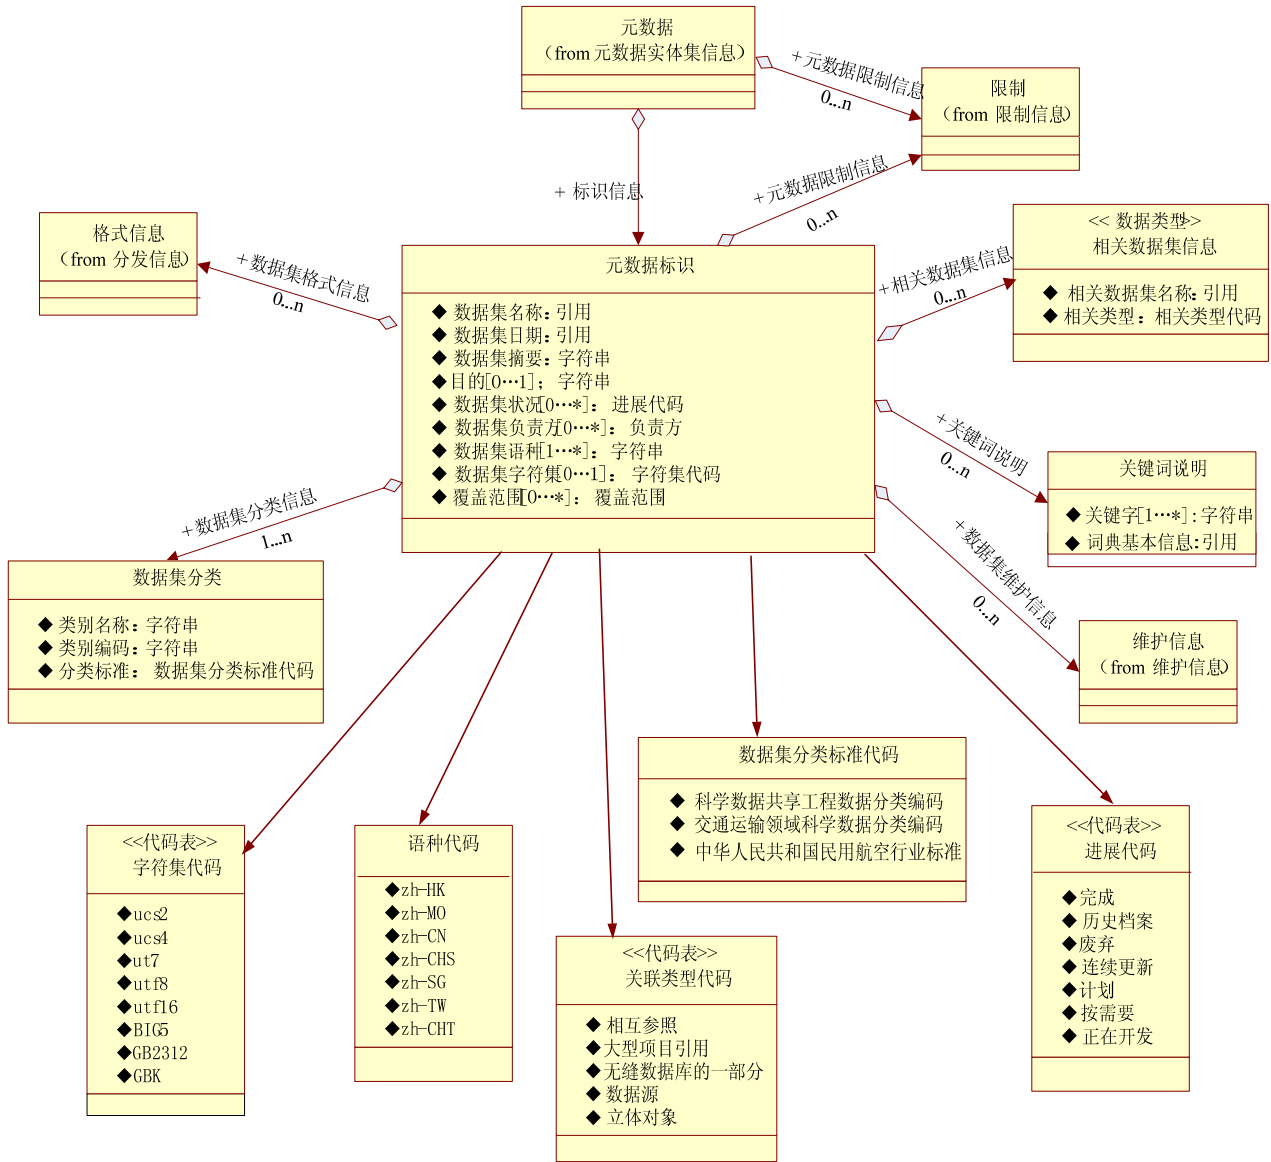 元数据
（from 元数据实体集信息）
+元数据限制信息
0...n
限制
（from 限制信息）
+ 标识信息
+元数据限制信息
0...n
格式信息
（from 分发信息）
+数据集格式信息
0...n
元数据标识
◆ 数据集名称：引用
◆ 数据集日期：引用
◆ 数据集摘要：字符串
◆目的[0…1]； 字符串
◆ 数据集状况[0…*]： 进展代码
◆ 数据集负责方[0…*]： 负责方
◆ 数据集语种[1…*]：字符串
◆ 数据集字符集[0…1]： 字符集代码
◆ 覆盖范围[0…*]： 覆盖范围
+相关数据集信息
0...n
<< 数据类型>>
相关数据集信息
◆ 相关数据集名称：引用
◆ 相关类型：相关类型代码
+关键词说明
0...n
关键词说明
◆关键字[1…*]：字符串
◆ 词典基本信息：引用
+数据集分类信息
1...n
数据集分类
◆ 类别名称：字符串
◆ 类别编码：字符串
◆ 分类标准： 数据集分类标准代码
+数据集维护信息
0...n
维护信息
（from 维护信息）
数据集分类标准代码
◆ 科学数据共享工程数据分类编码
◆ 交通运输领域科学数据分类编码
◆ 中华人民共和国民用航空行业标准
<<代码表>>
字符集代码
◆ucs2
◆ucs4
◆ut7
◆utf8
◆utf16
◆BIG5
◆GB2312
◆GBK
语种代码
◆zh-HK
◆zh-MO
◆zh-CN
◆zh-CHS
◆zh-SG
◆zh-TW
◆zh-CHT
<<代码表>>
关联类型代码
◆ 相互参照
◆大型项目引用
◆无缝数据库的一部分
◆ 数据源
◆ 立体对象
<<代码表>>
进展代码
◆完成
◆ 历史档案
◆废弃
◆ 连续更新
◆计划
◆按需要
◆ 正在开发